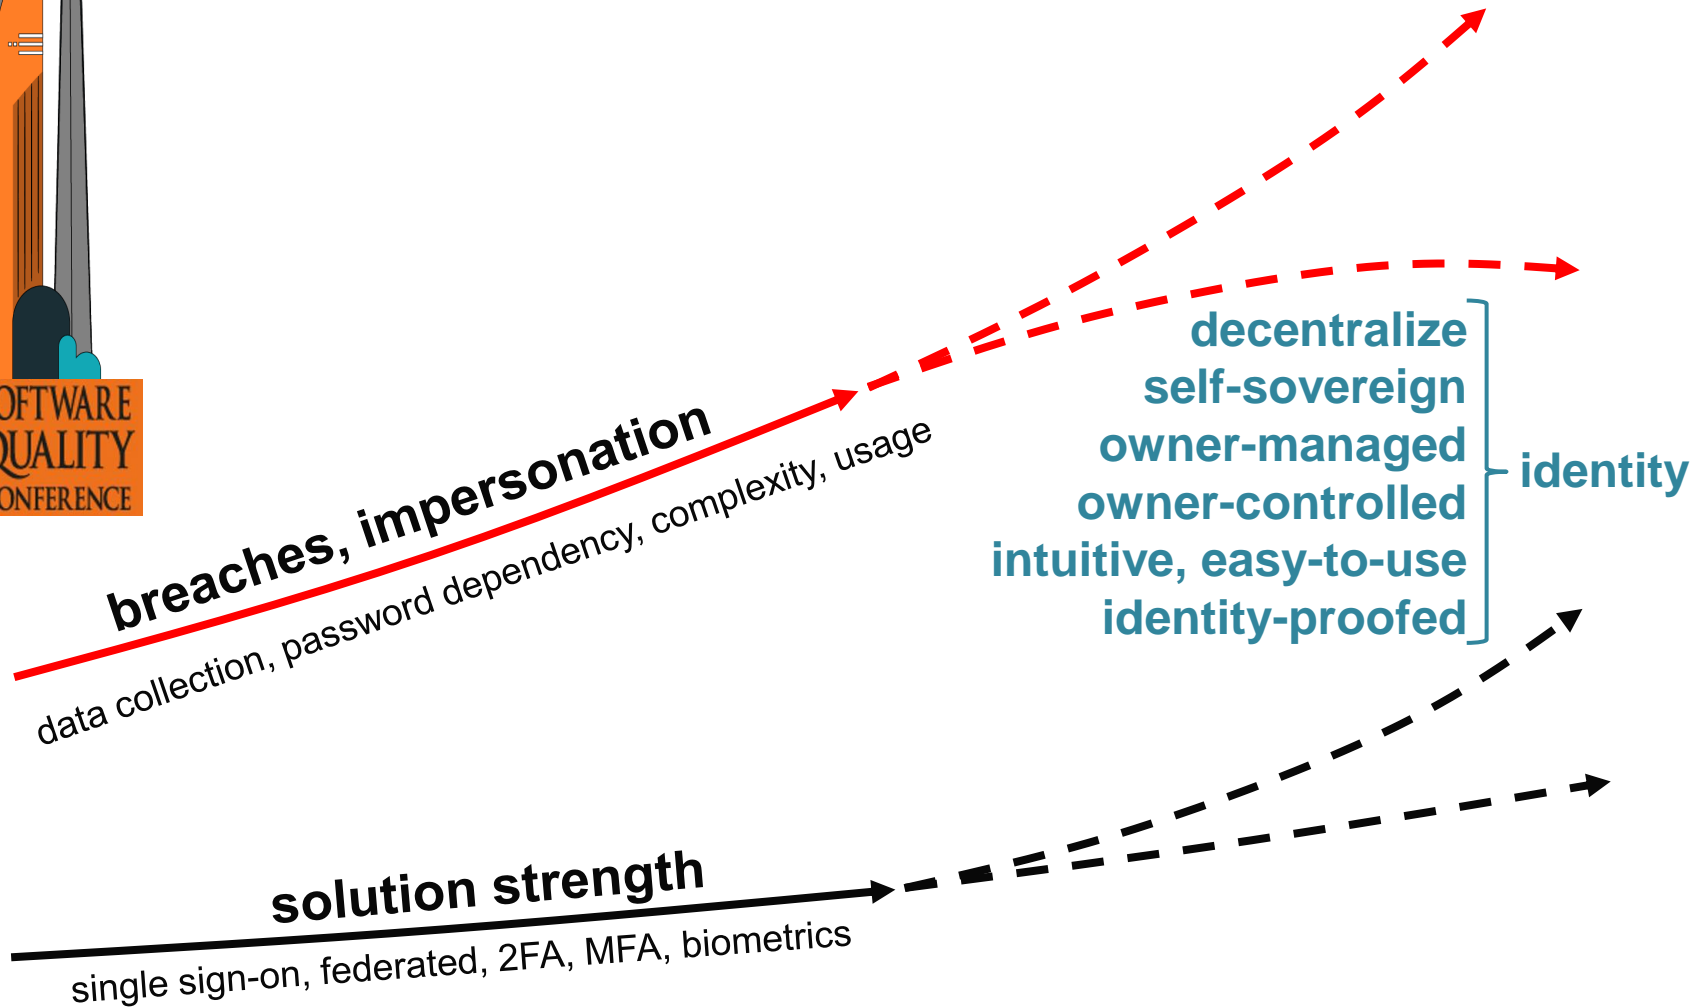 OFTWARE
QUALITY
ONFERENCE
breaches, impersonation
data collection, password dependency, complexity, usage
decentralize
self-sovereign
owner-managed
owner-controlled
intuitive, easy-to-use
identity-proofed
identity
solution strength
single sign-on, federated, 2FA, MFA, biometrics